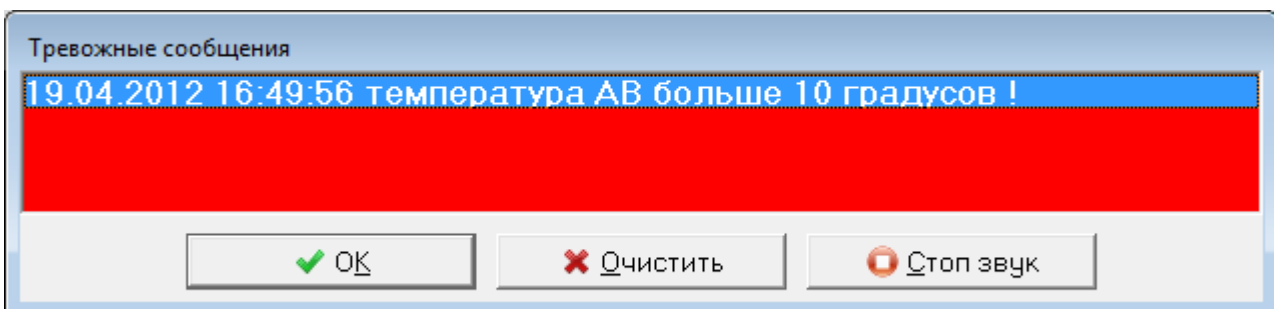 Тревожные сообщения
19.04.2012 16:49:56 температура АВ больше 10 градусов !
OK
Очистить
Стоп звук